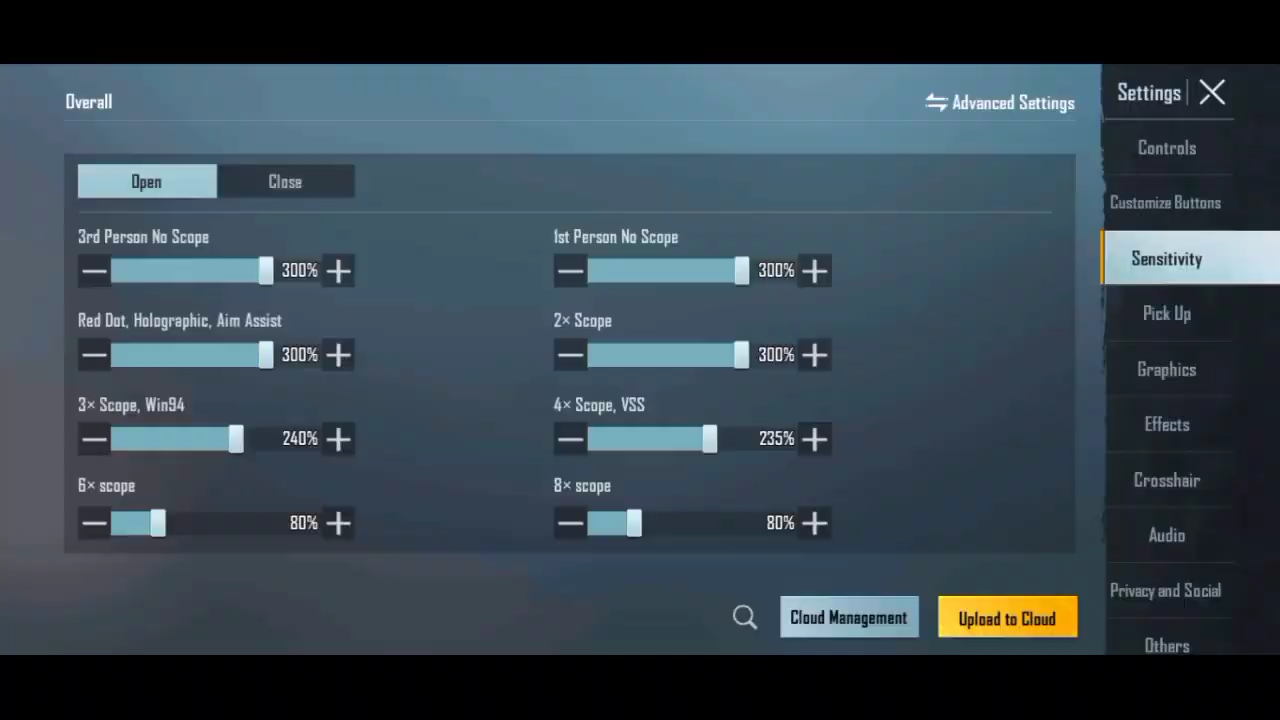 Overall
Advanced Settings
Open
Close
3rd Person No Scope
300%
1st Person No Scope
300%
Red Dot, Holographic, Aim Assist
300%
2× Scope
300%
3× Scope, Win94
240%
4× Scope, VSS
235%
6× scope
80%
8× scope
80%
Cloud Management
Upload to Cloud
Settings
Controls
Customize Buttons
Sensitivity
Pick Up
Graphics
Effects
Crosshair
Audio
Privacy and Social
Others